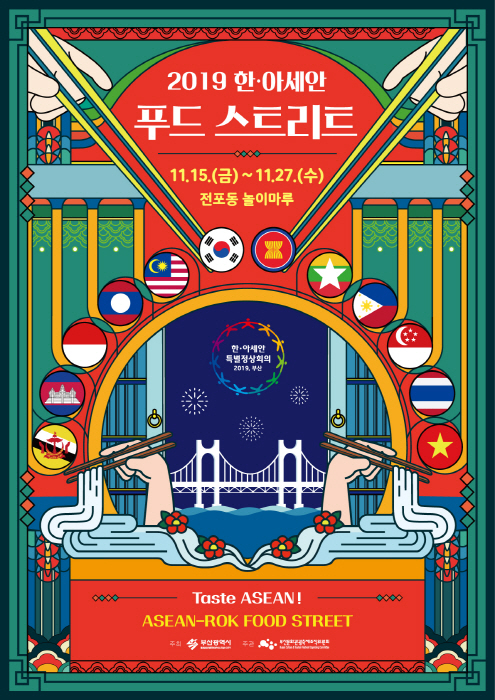 2019 한·아세안
푸드 스트리트
11.15.(금) ~ 11.27.(수)
전포동 놀이마루
한·아세안
특별정상회의
2019, 부산
Taste ASEAN!
ASEAN-ROK FOOD STREET
주최 부산광역시 주관